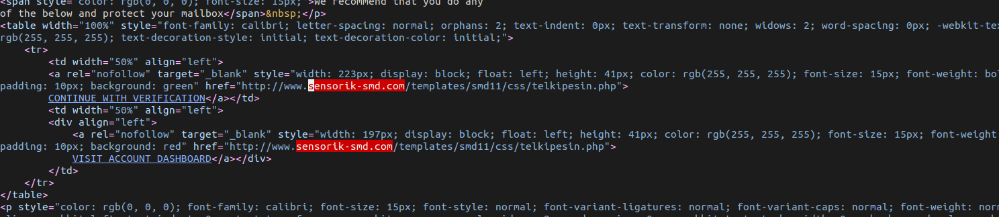 <span style="color: rgb(0, 0, 0); font-size: 15px;">We recommend that you do any
of the below and protect your mailbox</span>&nbsp;</p>
<table width="100%" style="font-family: calibri; letter-spacing: normal; orphans: 2; text-indent: 0px; text-transform: none; widows: 2; word-spacing: 0px; -webkit-tex
rgb(255, 255, 255); text-decoration-style: initial; text-decoration-color: initial;">
<tr>
<td width="50%" align="left">
<a rel="nofollow" target="_blank" style="width: 223px; display: block; float: left; height: 41px; color: rgb(255, 255, 255); font-size: 15px; font-weight: bol
padding: 10px; background: green" href="http://www.sensorik-smd.com/templates/smd11/css/telkipesin.php">
CONTINUE WITH VERIFICATION</a></td>
<td width="50%" align="left">
<div align="left">
<a rel="nofollow" target="_blank" style="width: 197px; display: block; float: left; height: 41px; color: rgb(255, 255, 255); font-size: 15px; font-weight:
padding: 10px; background: red" href="http://www.sensorik-smd.com/templates/smd11/css/telkipesin.php">
VISIT ACCOUNT DASHBOARD</a></div>
</td>
</tr>
</table>
<p style="color: rgb(0, 0, 0); font-family: calibri; font-size: 15px; font-style: normal; font-variant-ligatures: normal; font-variant-caps: normal; font-weight: nor